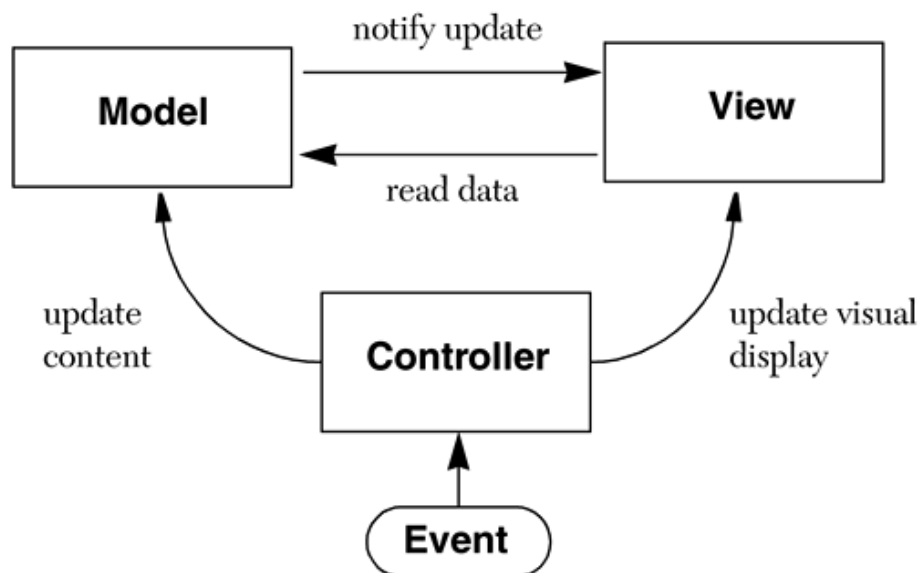 notify update
Model
View
read data
update
content
Controller
update visual
display
Event